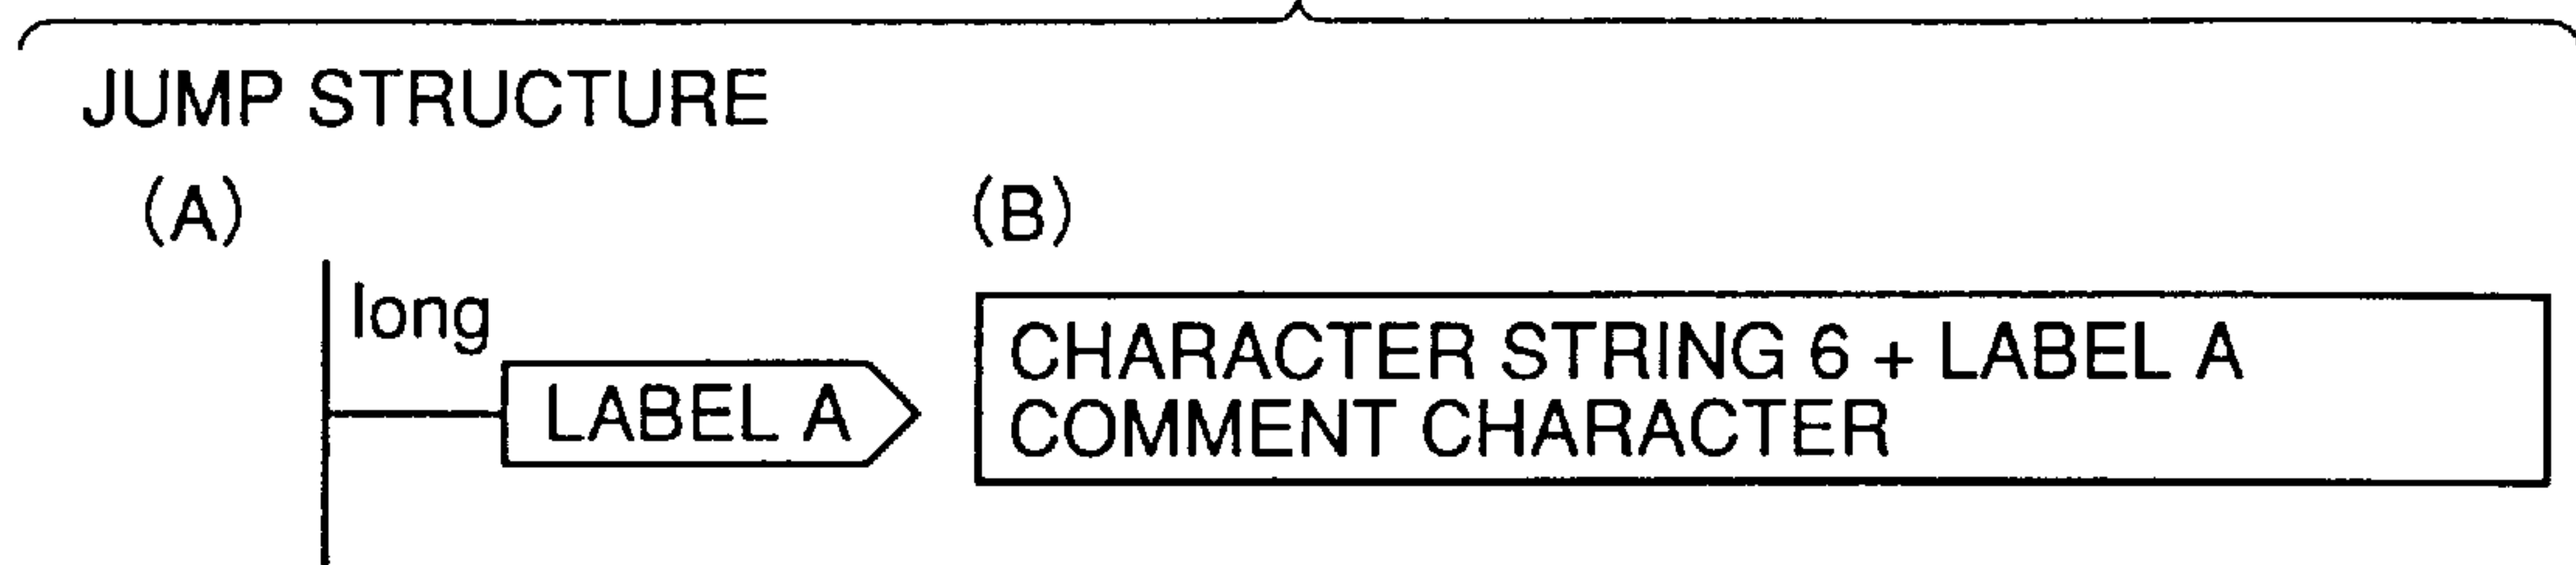 JUMP STRUCTURE
(A)
(B)
long
LABEL A
CHARACTER STRING 6 + LABEL A
COMMENT CHARACTER